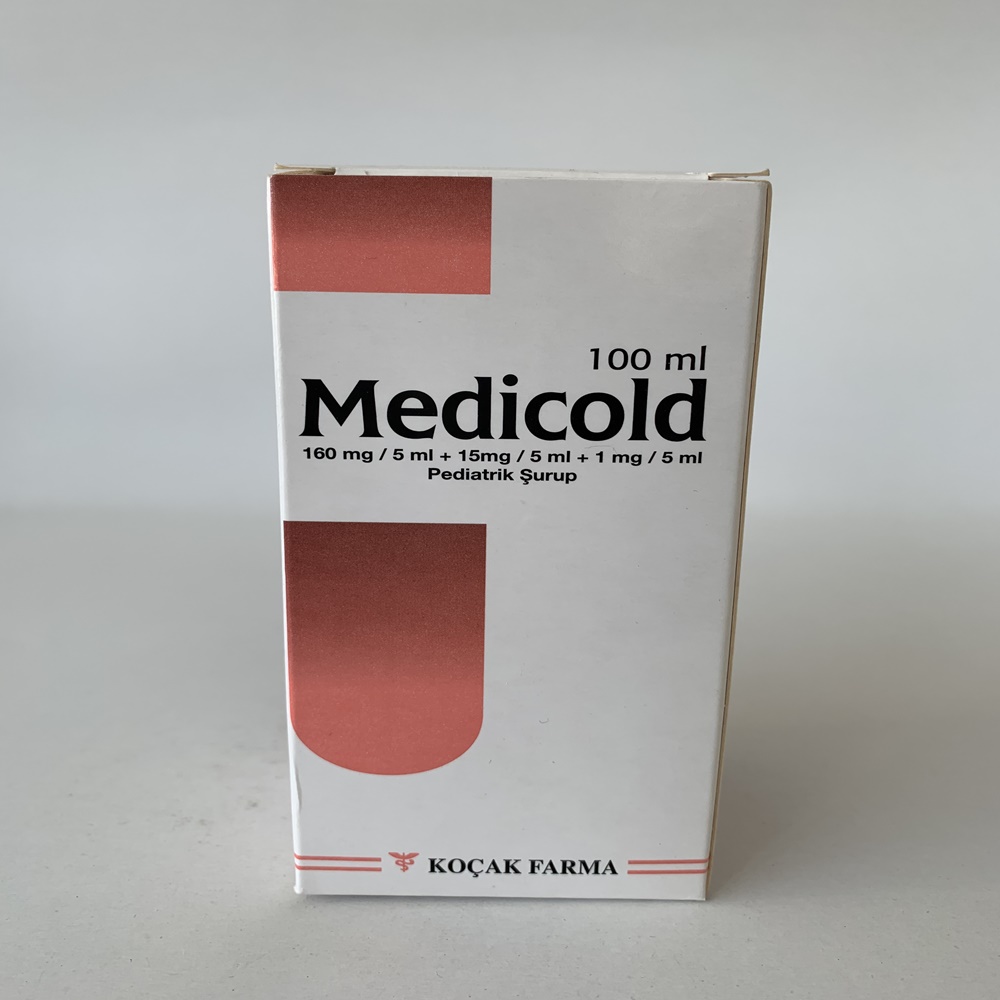 100 ml
Medicold
160 mg / 5 ml + 15mg / 5 ml + 1 mg / 5 ml
Pediatrik Şurup
KOÇAK FARMA